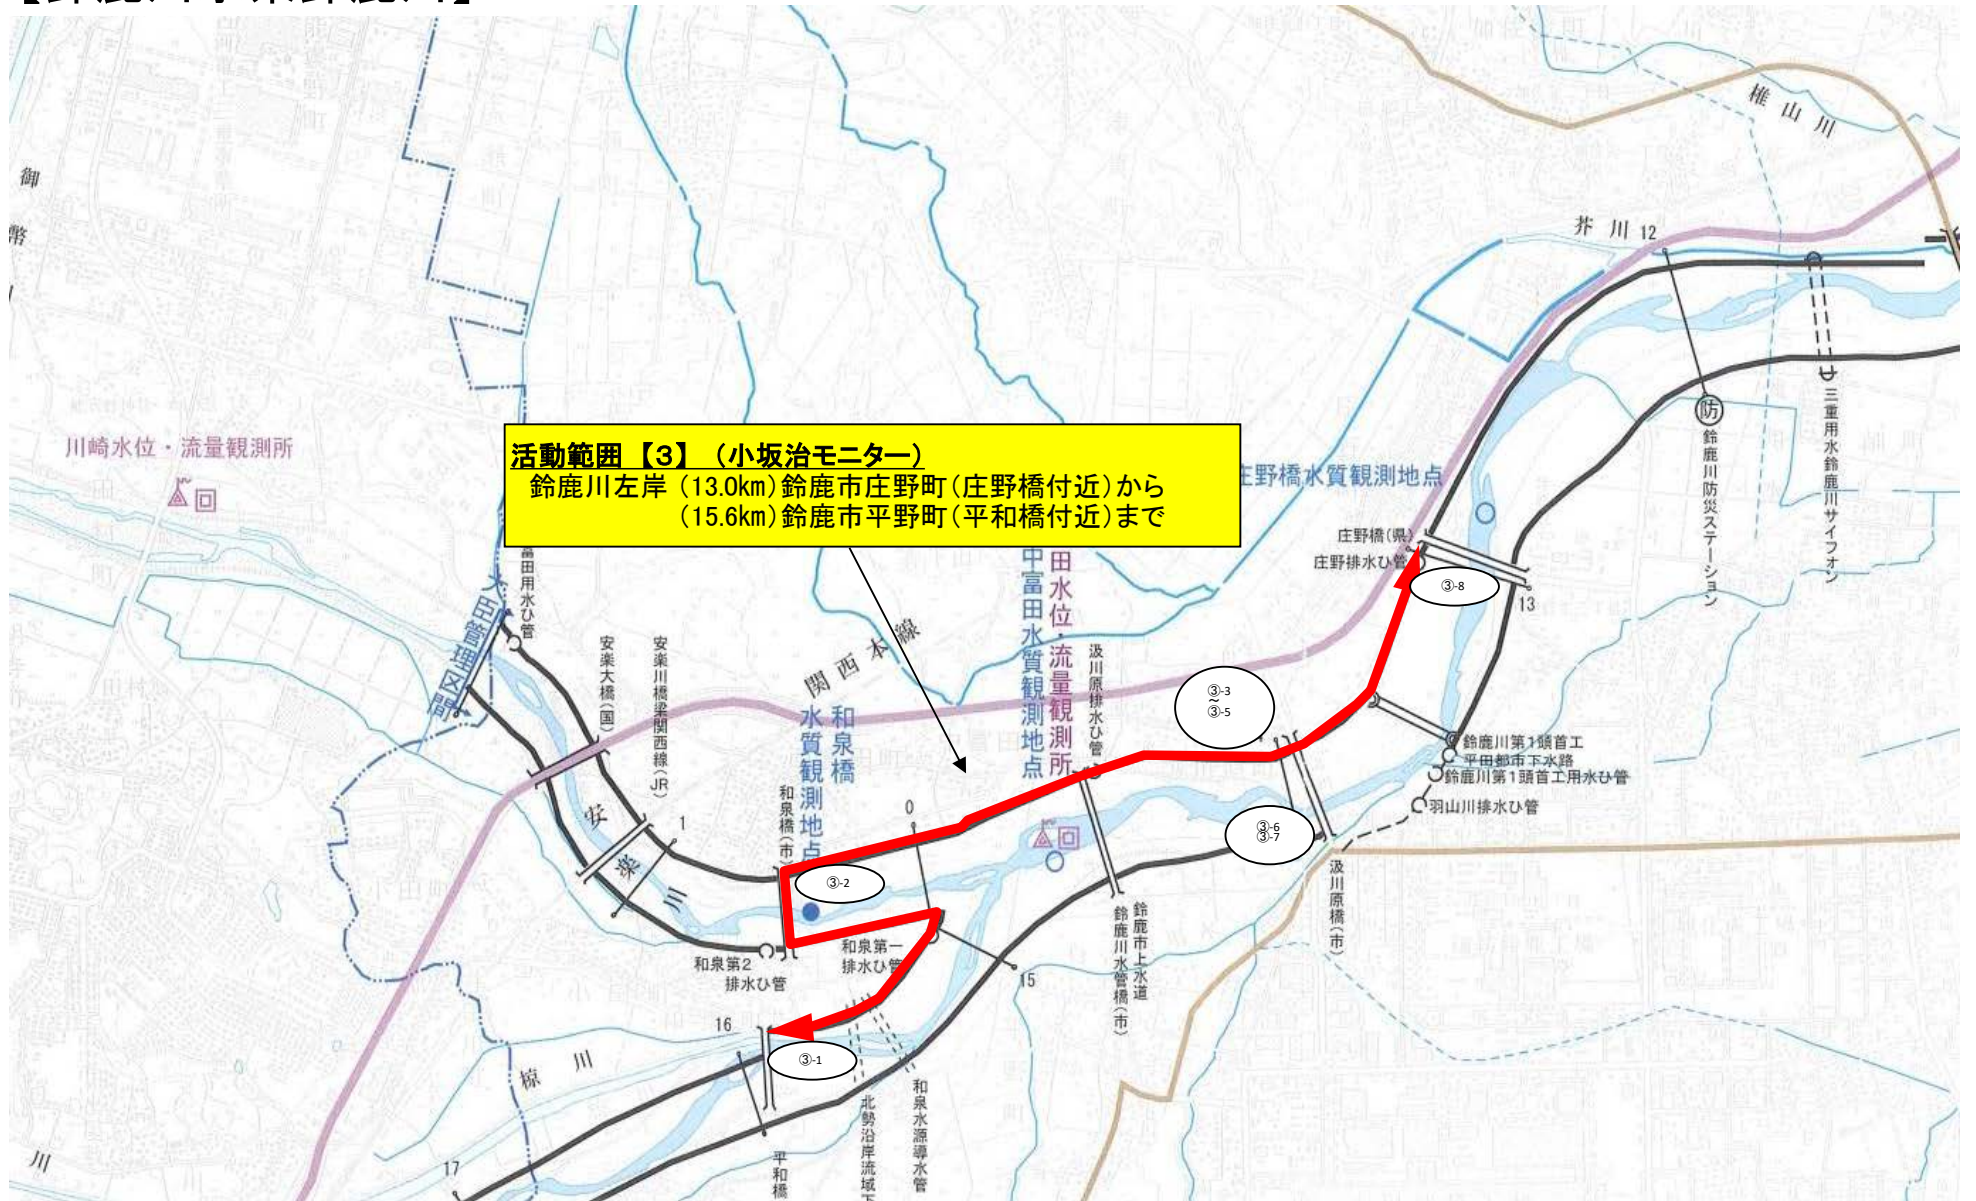 【鈴鹿川水系鈴鹿川】
椎山川
御幣川
芥川
12
川崎水位・流量観測所
活動範囲【3】（小坂治モニター）
鈴鹿川左岸（13.0km）鈴鹿市庄野町（庄野橋付近）から
（15.6km）鈴鹿市平野町（平和橋付近）まで
庄野橋水質観測地点
防
鈴鹿川防災ステーション
三重用水鈴鹿川サイフォン
庄野橋(県)
庄野排水ひ管
③-8
13
富田用水ひ管
大臣管理区間
安楽大橋(国)
安楽川橋梁関西線(JR)
関西本線
和泉橋
水質観測地点
田水位・流量観測所
中富田水質観測地点
汲川原排水ひ管
③-3
～
③-5
鈴鹿川第1頭首工
平田都市下水路
鈴鹿川第1頭首工用水ひ管
羽山川排水ひ管
安楽川
1
和泉橋(市)
0
③-6
③-7
③-2
汲川原橋(市)
鈴鹿市上水道
鈴鹿川水管橋(市)
和泉第2
排水ひ管
和泉第一
排水ひ管
15
16
③-1
椋川
和泉水源導水管
北勢沿岸流域下
平和橋
17
川